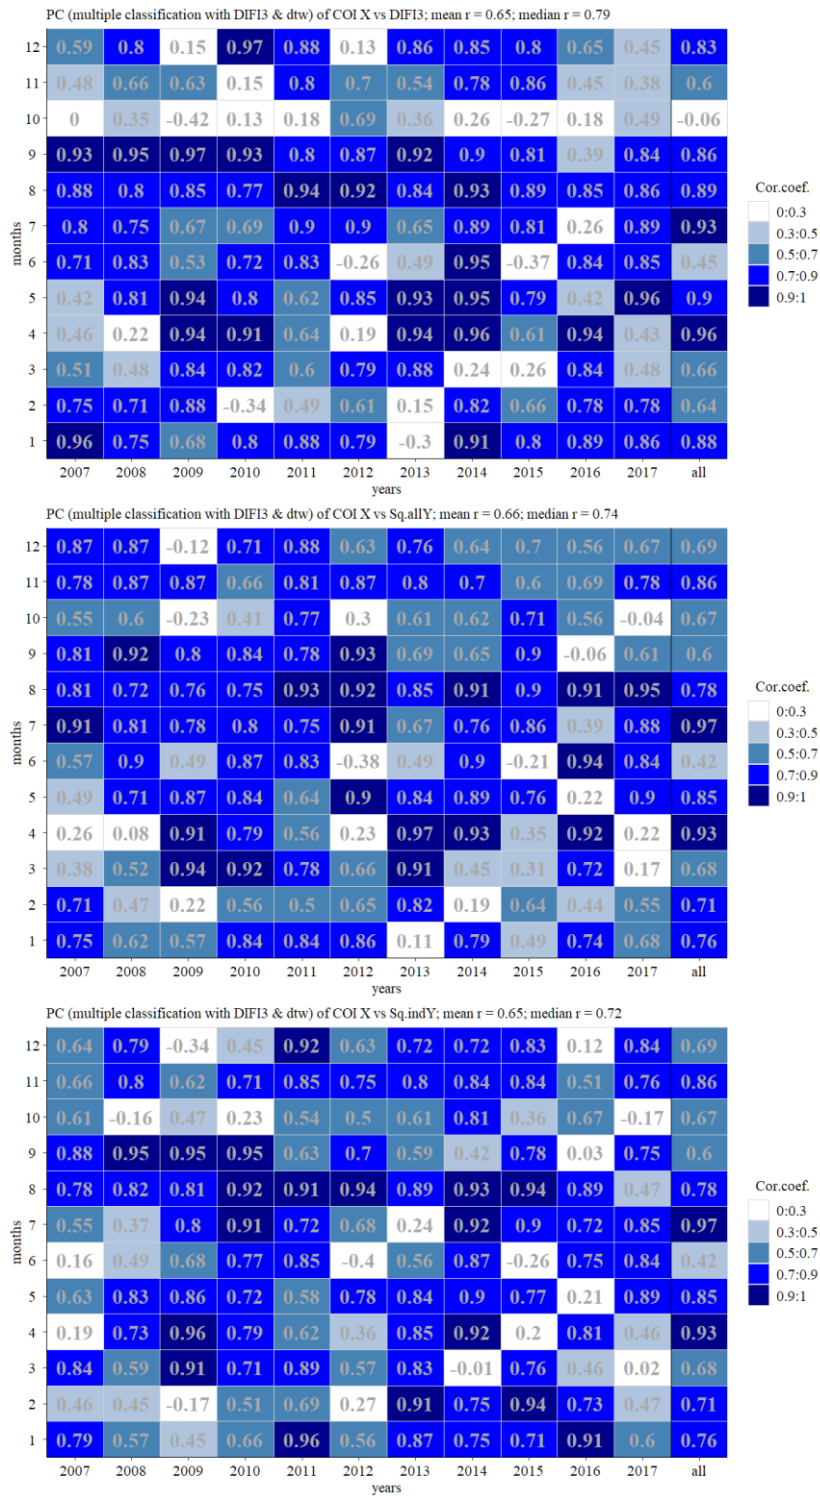 PC (multiple classification with DIFI3 & dtw) of COI X vs DIFI3; mean r = 0.65; median r = 0.79
12 0.59 0.8 0.15 0.97 0.88 0.13 0.86 0.85 0.8 0.65 0.45 0.83
11 0.48 0.66 0.63 0.15 0.8 0.7 0.54 0.78 0.86 0.45 0.38 0.6
10 0 0.35 -0.42 0.13 0.18 0.69 0.36 0.26 -0.27 0.18 0.49 -0.06
9 0.93 0.95 0.97 0.93 0.8 0.87 0.92 0.9 0.81 0.39 0.84 0.86
8 0.88 0.8 0.85 0.77 0.94 0.92 0.84 0.93 0.89 0.85 0.86 0.89
7 0.8 0.75 0.67 0.69 0.9 0.9 0.65 0.89 0.81 0.26 0.89 0.93
6 0.71 0.83 0.53 0.72 0.83 -0.26 0.49 0.95 -0.37 0.84 0.85 0.45
5 0.42 0.81 0.94 0.8 0.62 0.85 0.93 0.95 0.79 0.42 0.96 0.9
4 0.46 0.22 0.94 0.91 0.64 0.19 0.94 0.96 0.61 0.94 0.43 0.96
3 0.51 0.48 0.84 0.82 0.6 0.79 0.88 0.24 0.26 0.84 0.48 0.66
2 0.75 0.71 0.88 -0.34 0.49 0.61 0.15 0.82 0.66 0.78 0.78 0.64
1 0.96 0.75 0.68 0.8 0.88 0.79 -0.3 0.91 0.8 0.89 0.86 0.88
2007 2008 2009 2010 2011 2012 2013 2014 2015 2016 2017 all
years
months
Cor.coef.
0:0.3
0.3:0.5
0.5:0.7
0.7:0.9
0.9:1
PC (multiple classification with DIFI3 & dtw) of COI X vs Sq.allY; mean r = 0.66; median r = 0.74
12 0.87 0.87 -0.12 0.71 0.88 0.63 0.76 0.64 0.7 0.56 0.67 0.69
11 0.78 0.87 0.87 0.66 0.81 0.87 0.8 0.7 0.6 0.69 0.78 0.86
10 0.55 0.6 -0.23 0.41 0.77 0.3 0.61 0.62 0.71 0.56 -0.04 0.67
9 0.81 0.92 0.8 0.84 0.78 0.93 0.69 0.65 0.9 -0.06 0.61 0.6
8 0.81 0.72 0.76 0.75 0.93 0.92 0.85 0.91 0.9 0.91 0.95 0.78
7 0.91 0.81 0.78 0.8 0.75 0.91 0.67 0.76 0.86 0.39 0.88 0.97
6 0.57 0.9 0.49 0.87 0.83 -0.38 0.49 0.9 -0.21 0.94 0.84 0.42
5 0.49 0.71 0.87 0.84 0.64 0.9 0.84 0.89 0.76 0.22 0.9 0.85
4 0.26 0.08 0.91 0.79 0.56 0.23 0.97 0.93 0.35 0.92 0.22 0.93
3 0.38 0.52 0.94 0.92 0.78 0.66 0.91 0.45 0.31 0.72 0.17 0.68
2 0.71 0.47 0.22 0.56 0.5 0.65 0.82 0.19 0.64 0.44 0.55 0.71
1 0.75 0.62 0.57 0.84 0.84 0.86 0.11 0.79 0.49 0.74 0.68 0.76
2007 2008 2009 2010 2011 2012 2013 2014 2015 2016 2017 all
years
months
Cor.coef.
0:0.3
0.3:0.5
0.5:0.7
0.7:0.9
0.9:1
PC (multiple classification with DIFI3 & dtw) of COI X vs Sq.indY; mean r = 0.65; median r = 0.72
12 0.64 0.79 -0.34 0.45 0.92 0.63 0.72 0.72 0.83 0.12 0.84 0.69
11 0.66 0.8 0.62 0.71 0.85 0.75 0.8 0.84 0.84 0.51 0.76 0.86
10 0.61 -0.16 0.47 0.23 0.54 0.5 0.61 0.81 0.36 0.67 -0.17 0.67
9 0.88 0.95 0.95 0.95 0.63 0.7 0.59 0.42 0.78 0.03 0.75 0.6
8 0.78 0.82 0.81 0.92 0.91 0.94 0.89 0.93 0.94 0.89 0.47 0.78
7 0.55 0.37 0.8 0.91 0.72 0.68 0.24 0.92 0.9 0.72 0.85 0.97
6 0.16 0.49 0.68 0.77 0.85 -0.4 0.56 0.87 -0.26 0.75 0.84 0.42
5 0.63 0.83 0.86 0.72 0.58 0.78 0.84 0.9 0.77 0.21 0.89 0.85
4 0.19 0.73 0.96 0.79 0.62 0.36 0.85 0.92 0.2 0.81 0.46 0.93
3 0.84 0.59 0.91 0.71 0.89 0.57 0.83 -0.01 0.76 0.46 0.02 0.68
2 0.46 0.45 -0.17 0.51 0.69 0.27 0.91 0.75 0.94 0.73 0.47 0.71
1 0.79 0.57 0.45 0.66 0.96 0.56 0.87 0.75 0.71 0.91 0.6 0.76
2007 2008 2009 2010 2011 2012 2013 2014 2015 2016 2017 all
years
months
Cor.coef.
0:0.3
0.3:0.5
0.5:0.7
0.7:0.9
0.9:1